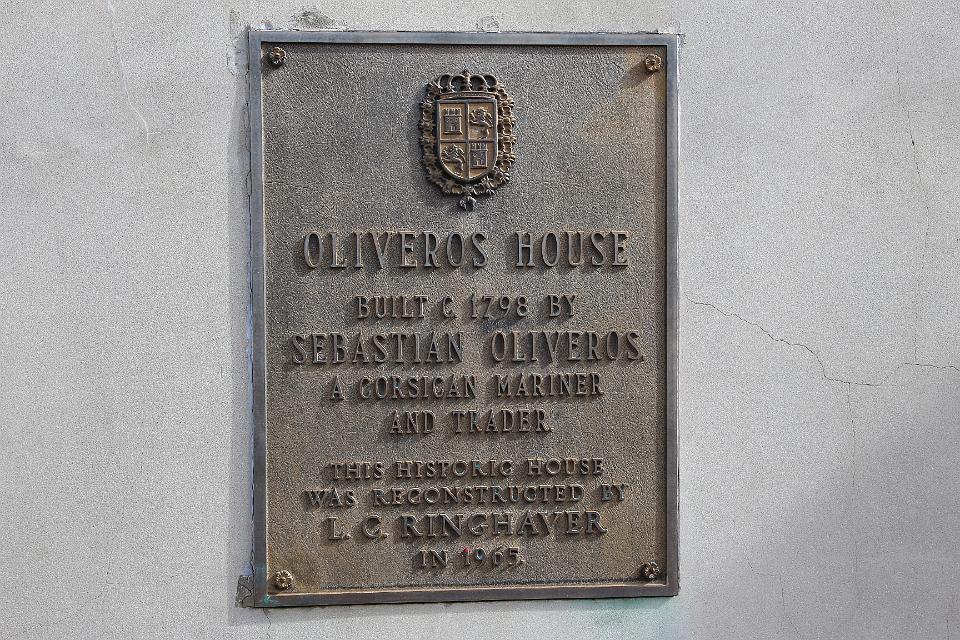 OLIVEROS HOUSE
BUILT C. 1798 BY
SEBASTIAN OLIVEROS,
A CORSICAN MARINER
AND TRADER.
THIS HISTORIC HOUSE
WAS RECONSTRUCTED BY
L. C. RINGHAVER
IN 1965.